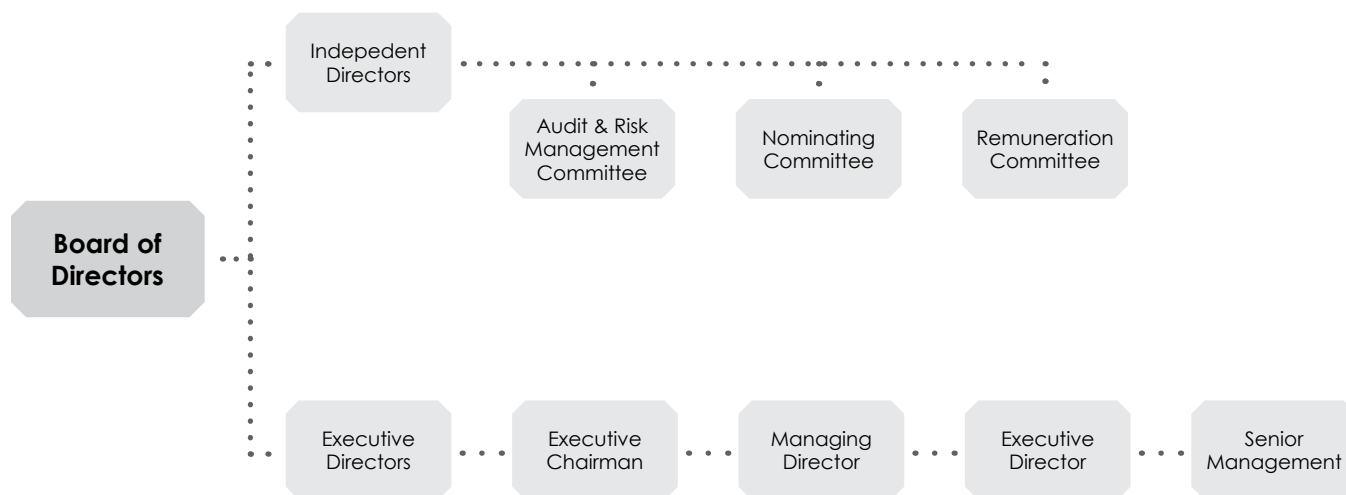 Indepedent
Directors
Audit & Risk
Management
Committee
Nominating
Committee
Remuneration
Committee
Board of
Directors
Executive
Directors
Executive
Chairman
Managing
Director
Executive
Director
Senior
Management